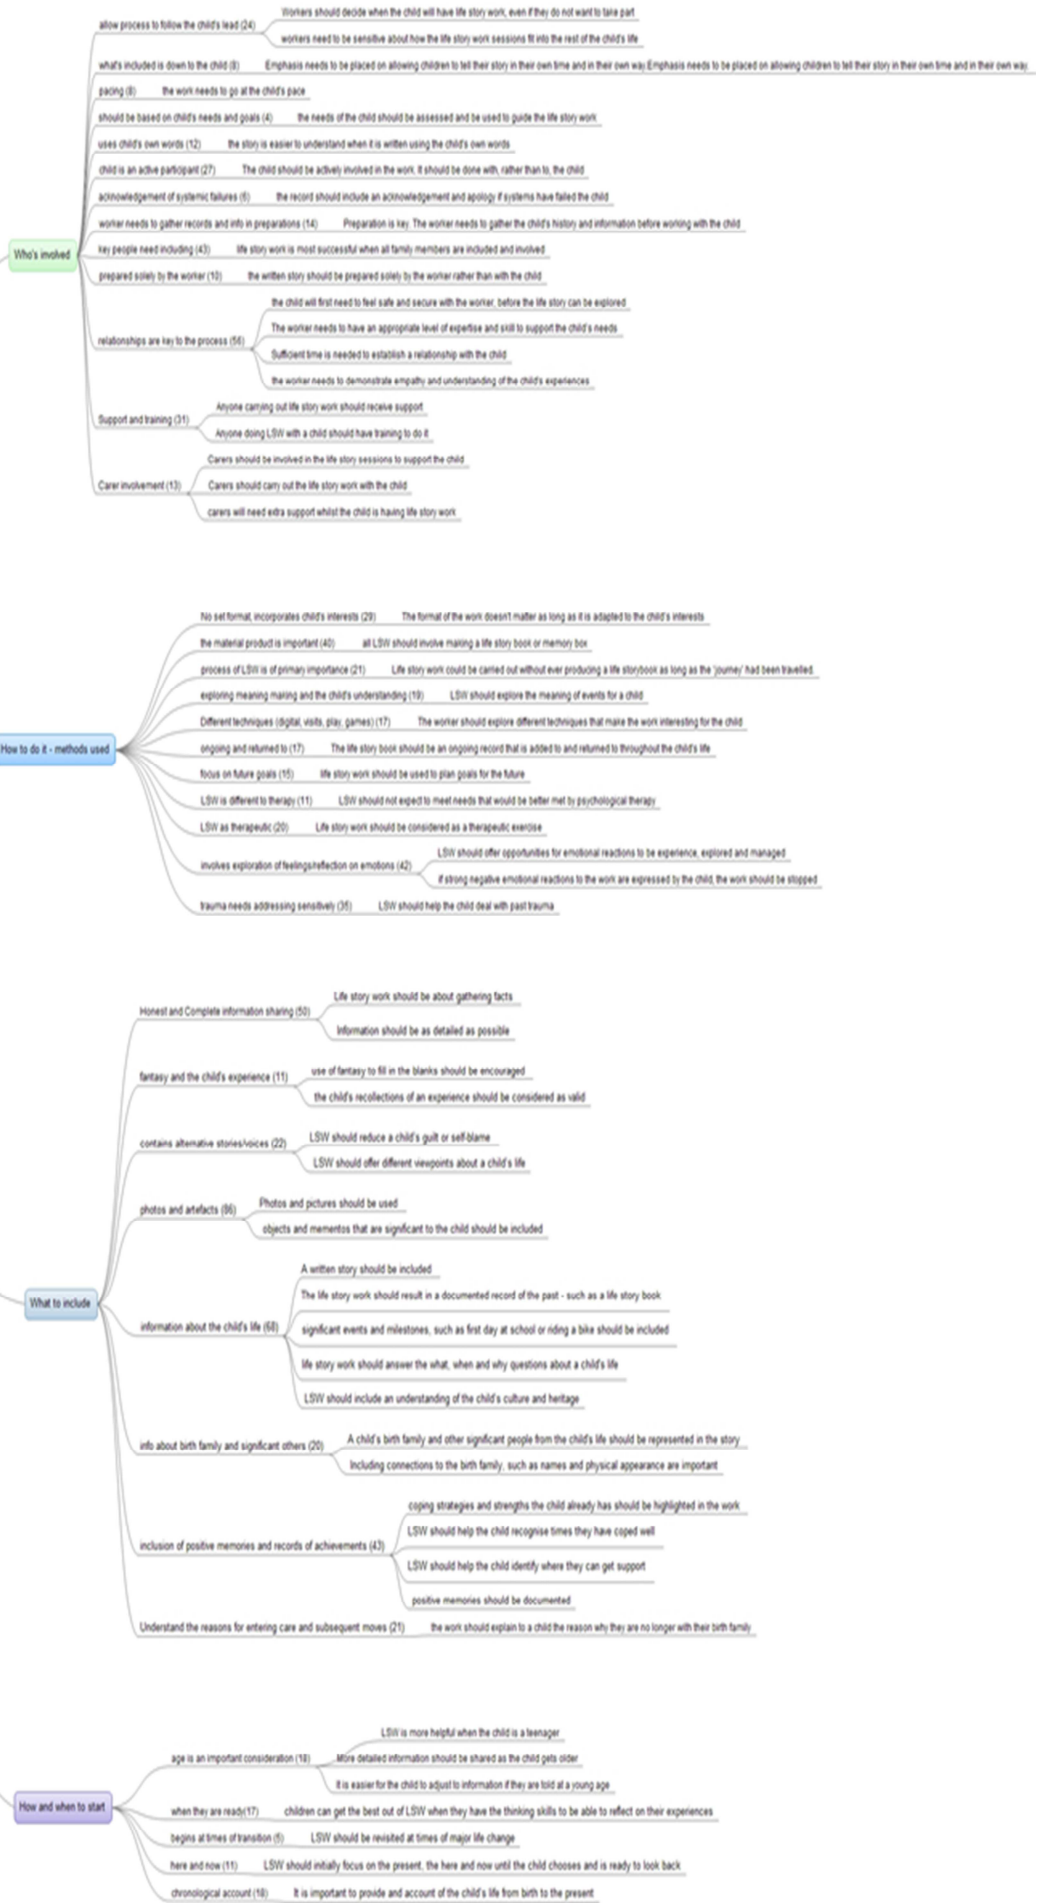 Who's involved
allow process to follow the child's lead (24)
Workers should decide when the child will have life story work, even if they do not want to take part
workers need to be sensitive about how the life story work sessions fit into the rest of the child's life
what's included is down to the child (8)
Emphasis needs to be placed on allowing children to tell their story in their own time and in their own way.Emphasis needs to be placed on allowing children to tell their story in their own time and in their own way.
pacing (8)
the work needs to go at the child's pace
should be based on child's needs and goals (4)
the needs of the child should be assessed and be used to guide the life story work
uses child's own words (12)
the story is easier to understand when it is written using the child's own words
child is an active participant (27)
The child should be actively involved in the work. It should be done with, rather than to, the child
acknowledgement of systemic failures (6)
the record should include an acknowledgement and apology if systems have failed the child
worker needs to gather records and info in preparations (14)
Preparation is key. The worker needs to gather the child's history and information before working with the child
key people need including (43)
life story work is most successful when all family members are included and involved
prepared solely by the worker (10)
the written story should be prepared solely by the worker rather than with the child
relationships are key to the process (56)
the child will first need to feel safe and secure with the worker, before the life story can be explored
The worker needs to have an appropriate level of expertise and skill to support the child's needs
Sufficient time is needed to establish a relationship with the child
the worker needs to demonstrate empathy and understanding of the child's experiences
Support and training (31)
Anyone carrying out life story work should receive support
Anyone doing LSW with a child should have training to do it
Carer involvement (13)
Carers should be involved in the life story sessions to support the child
Carers should carry out the life story work with the child
carers will need extra support whilst the child is having life story work
How to do it - methods used
No set format, incorporates child's interests (29)
The format of the work doesn't matter as long as it is adapted to the child's interests
the material product is important (40)
all LSW should involve making a life story book or memory box
process of LSW is of primary importance (21)
Life story work could be carried out without ever producing a life storybook as long as the 'journey' had been travelled.
exploring meaning making and the child's understanding (19)
LSW should explore the meaning of events for a child
Different techniques (digital, visits, play, games) (17)
The worker should explore different techniques that make the work interesting for the child
ongoing and returned to (17)
The life story book should be an ongoing record that is added to and returned to throughout the child's life
focus on future goals (15)
life story work should be used to plan goals for the future
LSW is different to therapy (11)
LSW should not expect to meet needs that would be better met by psychological therapy
LSW as therapeutic (20)
Life story work should be considered as a therapeutic exercise
involves exploration of feelings/reflection on emotions (42)
LSW should offer opportunities for emotional reactions to be experience, explored and managed
if strong negative emotional reactions to the work are expressed by the child, the work should be stopped
trauma needs addressing sensitively (35)
LSW should help the child deal with past trauma
What to include
Honest and Complete information sharing (50)
Life story work should be about gathering facts
Information should be as detailed as possible
fantasy and the child's experience (11)
use of fantasy to fill in the blanks should be encouraged
the child's recollections of an experience should be considered as valid
contains alternative stories/voices (22)
LSW should reduce a child's guilt or self-blame
LSW should offer different viewpoints about a child's life
photos and artefacts (86)
Photos and pictures should be used
objects and mementos that are significant to the child should be included
information about the child's life (68)
A written story should be included
The life story work should result in a documented record of the past - such as a life story book
significant events and milestones, such as first day at school or riding a bike should be included
life story work should answer the what, when and why questions about a child's life
LSW should include an understanding of the child's culture and heritage
info about birth family and significant others (20)
A child's birth family and other significant people from the child's life should be represented in the story
Including connections to the birth family, such as names and physical appearance are important
inclusion of positive memories and records of achievements (43)
coping strategies and strengths the child already has should be highlighted in the work
LSW should help the child recognise times they have coped well
LSW should help the child identify where they can get support
positive memories should be documented
Understand the reasons for entering care and subsequent moves (21)
the work should explain to a child the reason why they are no longer with their birth family
How and when to start
age is an important consideration (18)
LSW is more helpful when the child is a teenager
More detailed information should be shared as the child gets older
It is easier for the child to adjust to information if they are told at a young age
when they are ready(17)
children can get the best out of LSW when they have the thinking skills to be able to reflect on their experiences
begins at times of transition (5)
LSW should be revisited at times of major life change
here and now (11)
LSW should initially focus on the present, the here and now until the child chooses and is ready to look back
chronological account (18)
It is important to provide and account of the child's life from birth to the present